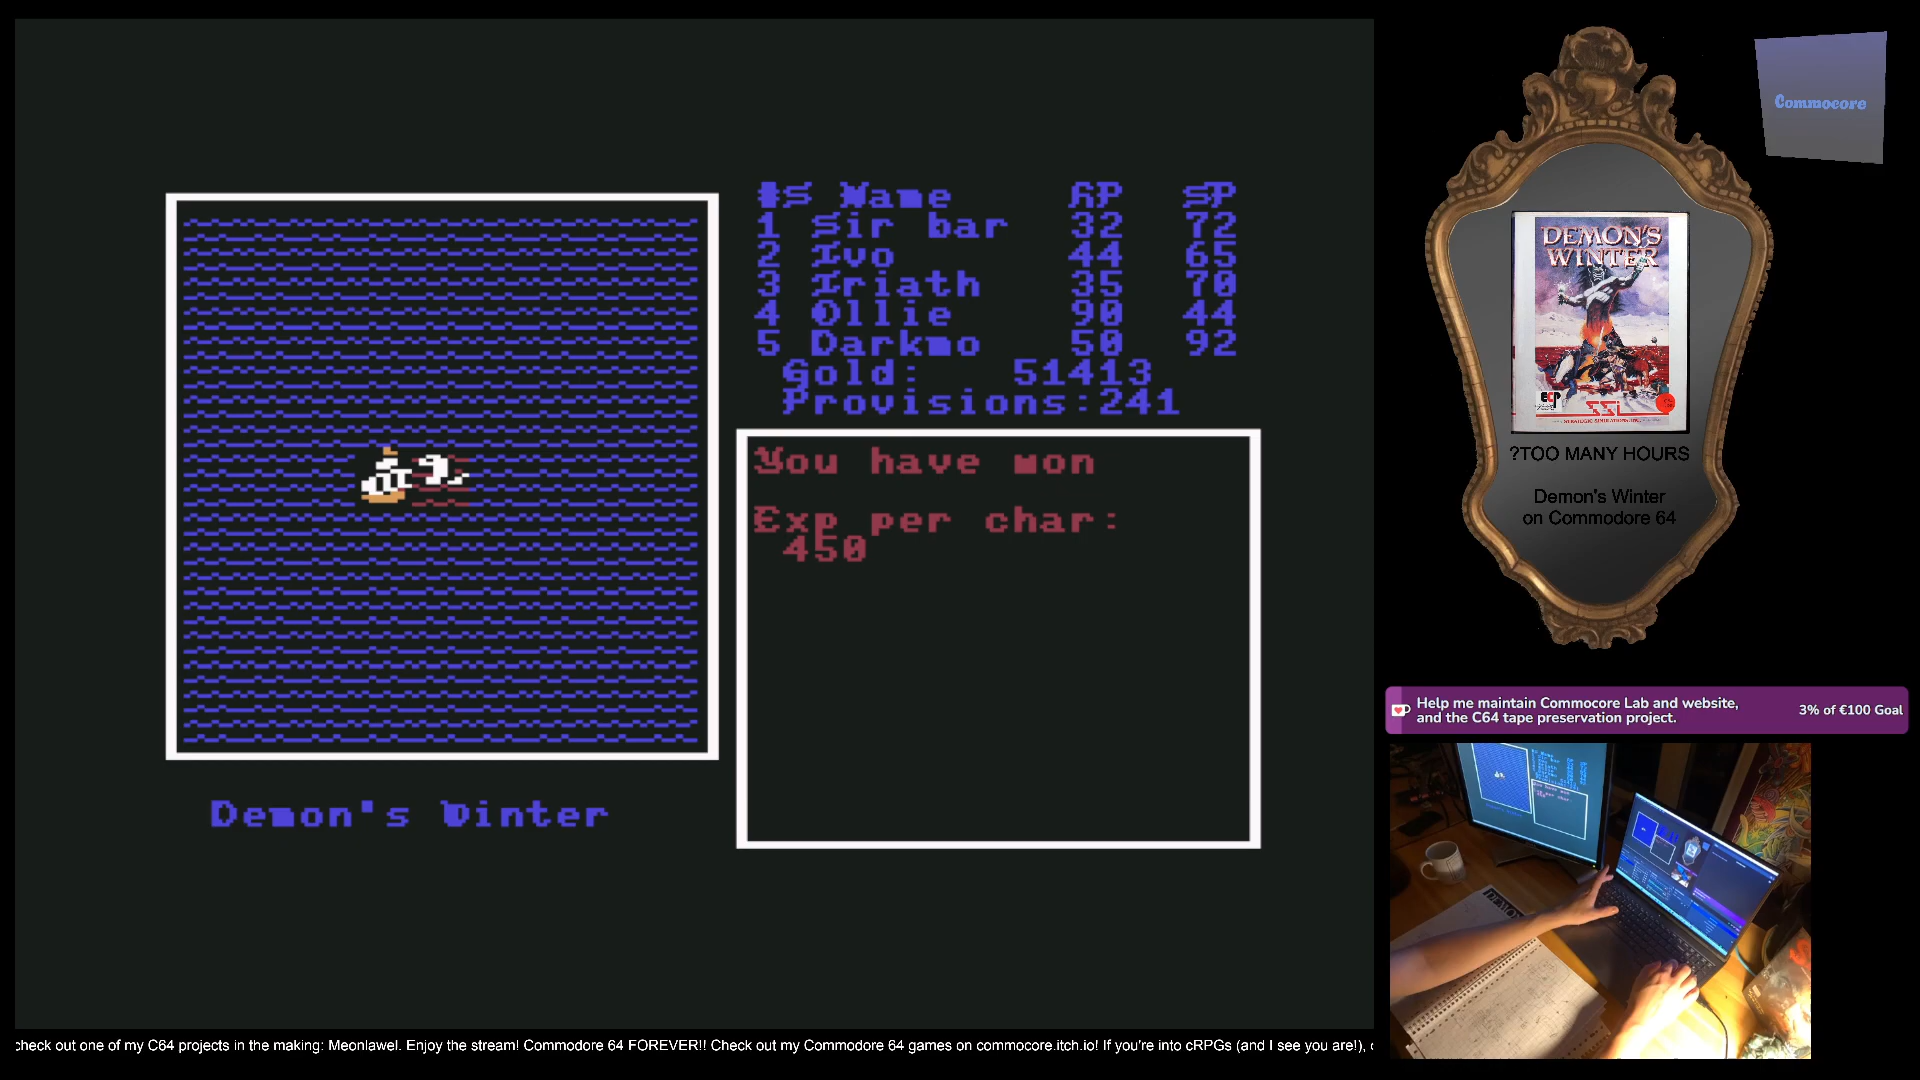 #S Name HP SP
1 Sir bar 32 72
2 Ivo 44 65
3 Iriath 35 70
4 Ollie 90 44
5 Darkmo 50 92
Gold: 51413
Provisions:241
You have won
Exp per char:
450
Demon's Winter
Commocore
DEMON'S
WINTER
SSI
STRATEGIC SIMULATIONS, INC.
?TOO MANY HOURS
Demon's Winter
on Commodore 64
Help me maintain Commocore Lab and website,
and the C64 tape preservation project.
3% of €100 Goal
check out one of my C64 projects in the making: Meonlawel. Enjoy the stream! Commodore 64 FOREVER!! Check out my Commodore 64 games on commocore.itch.io! If you're into cRPGs (and I see you are!),